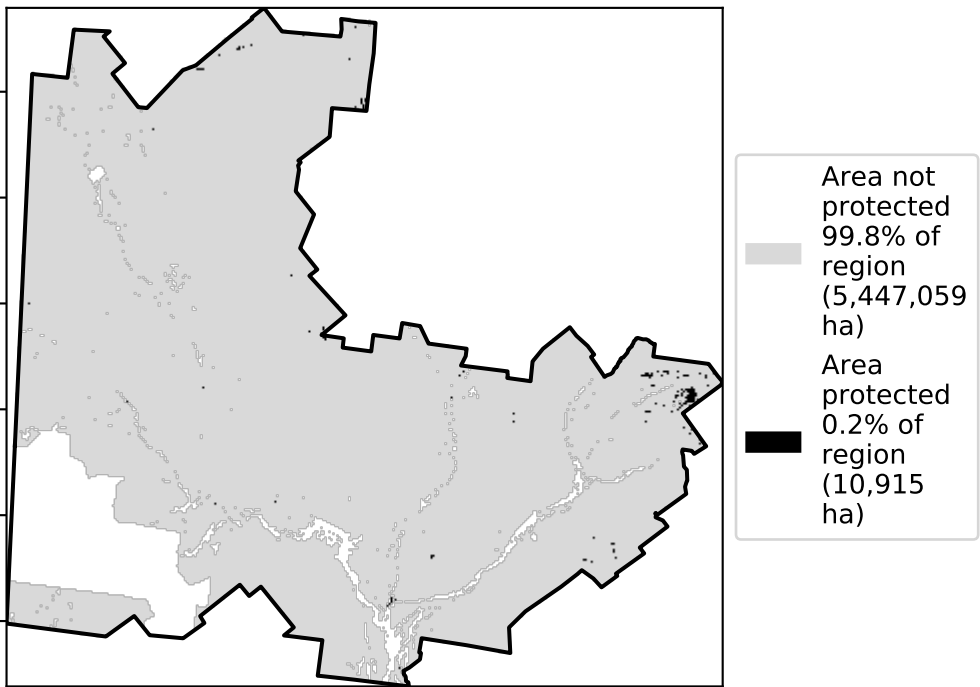 Area not
protected
99.8% of
region
(5,447,059
ha)
Area
protected
0.2% of
region
(10,915
ha)